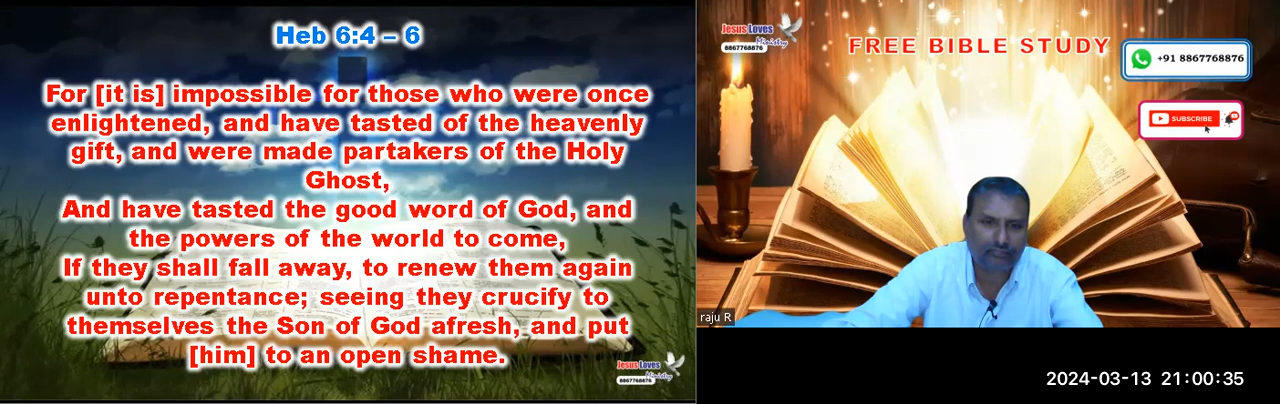 Heb 6:4 – 6
For [it is] impossible for those who were once
enlightened, and have tasted of the heavenly
gift, and were made partakers of the Holy
Ghost,
And have tasted the good word of God, and
the powers of the world to come,
If they shall fall away, to renew them again
unto repentance; seeing they crucify to
themselves the Son of God afresh, and put
[him] to an open shame.
Jesus Loves
Ministry
8867768876
Jesus Loves
Ministry
8867768876
FREE BIBLE STUDY
+91 8867768876
SUBSCRIBE
raju R
2024-03-13 21:00:35